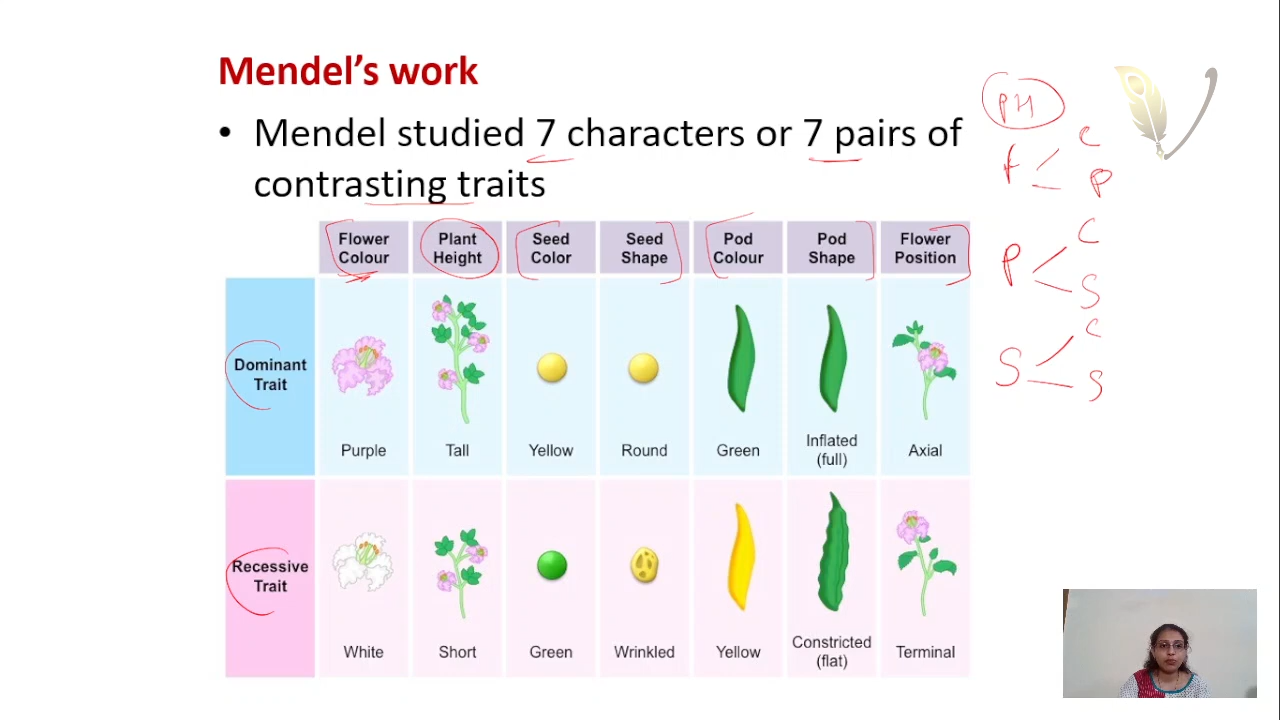 Mendel’s work
• Mendel studied 7 characters or 7 pairs of
contrasting traits
Flower Colour
Plant Height
Seed Color
Seed Shape
Pod Colour
Pod Shape
Flower Position
Dominant Trait
Purple
Tall
Yellow
Round
Green
Inflated (full)
Axial
Recessive Trait
White
Short
Green
Wrinkled
Yellow
Constricted (flat)
Terminal
PH
F C
P
P C
S
S C
S